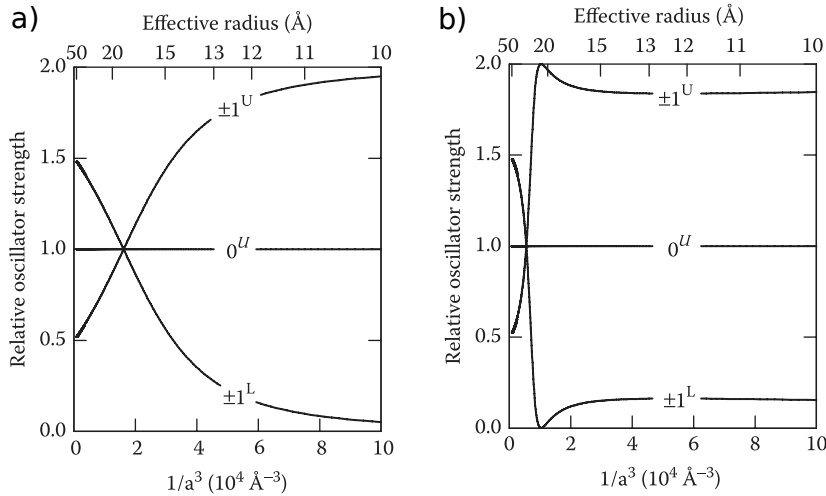 a)
Effective radius (Å)
50 20 15 13 12 11 10
2.0
1.5
1.0
0.5
0.0
Relative oscillator strength
±1ᵁ
0ᵁ
±1ᴸ
0 2 4 6 8 10
1/a³ (10⁴ Å⁻³)
b)
Effective radius (Å)
50 20 15 13 12 11 10
2.0
1.5
1.0
0.5
0.0
Relative oscillator strength
±1ᵁ
0ᵁ
±1ᴸ
0 2 4 6 8 10
1/a³ (10⁴ Å⁻³)